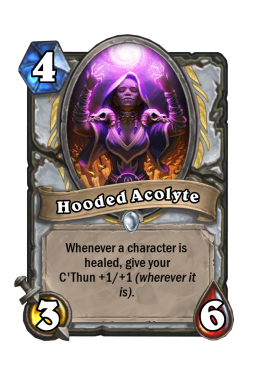 4
Hooded Acolyte
Whenever a character is
healed, give your
C'Thun +1/+1 (wherever it
is).
3
6